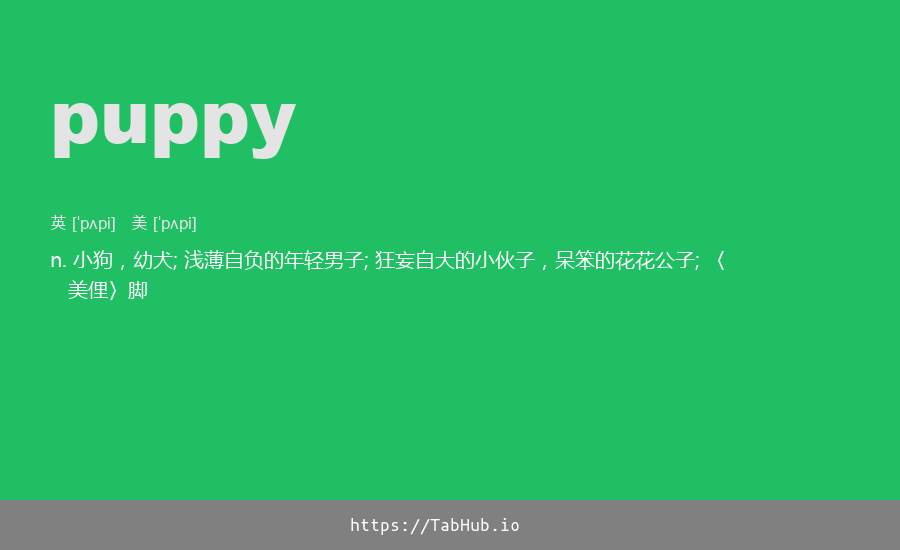 puppy
英 ['pʌpi]   美 ['pʌpi]
n. 小狗，幼犬; 浅薄自负的年轻男子; 狂妄自大的小伙子，呆笨的花花公子; 〈
美俚〉脚
https://TabHub.io